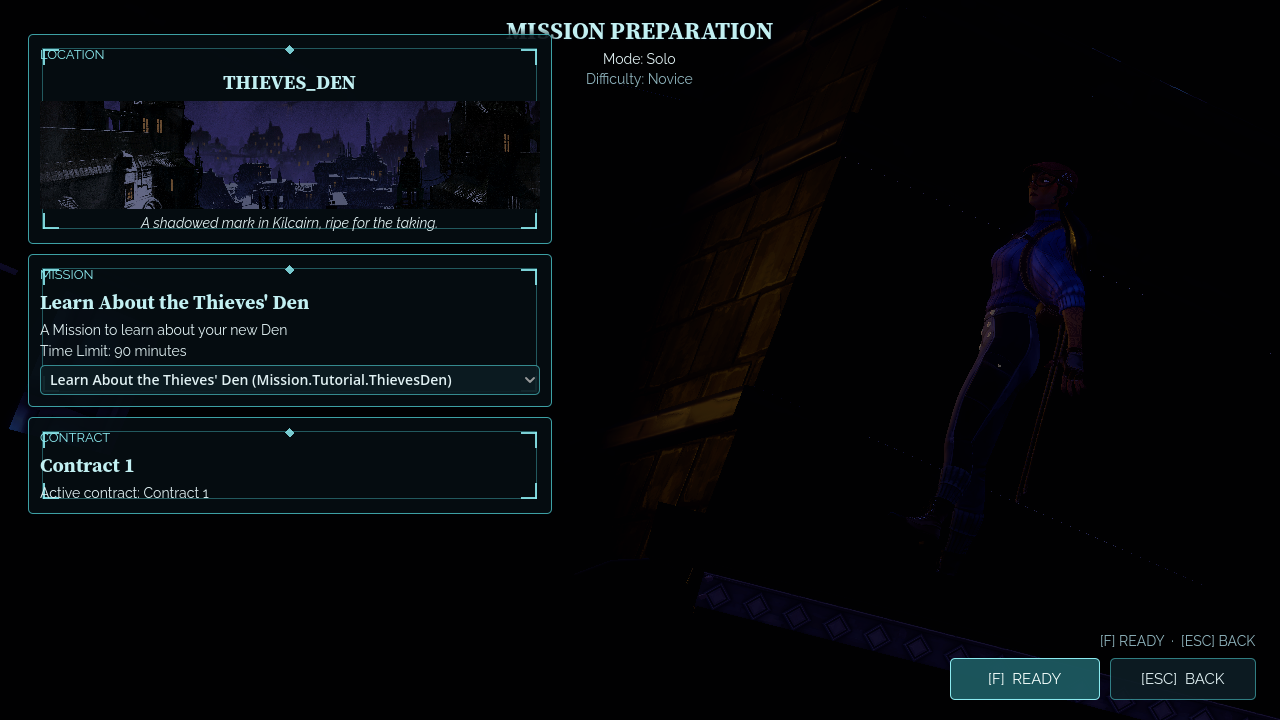 MISSION PREPARATION
Mode: Solo
Difficulty: Novice
LOCATION
THIEVES_DEN
A shadowed mark in Kilcairn, ripe for the taking.
MISSION
Learn About the Thieves' Den
A Mission to learn about your new Den
Time Limit: 90 minutes
Learn About the Thieves' Den (Mission.Tutorial.ThievesDen)
CONTRACT
Contract 1
Active contract: Contract 1
[F] READY · [ESC] BACK
[F] READY
[ESC] BACK